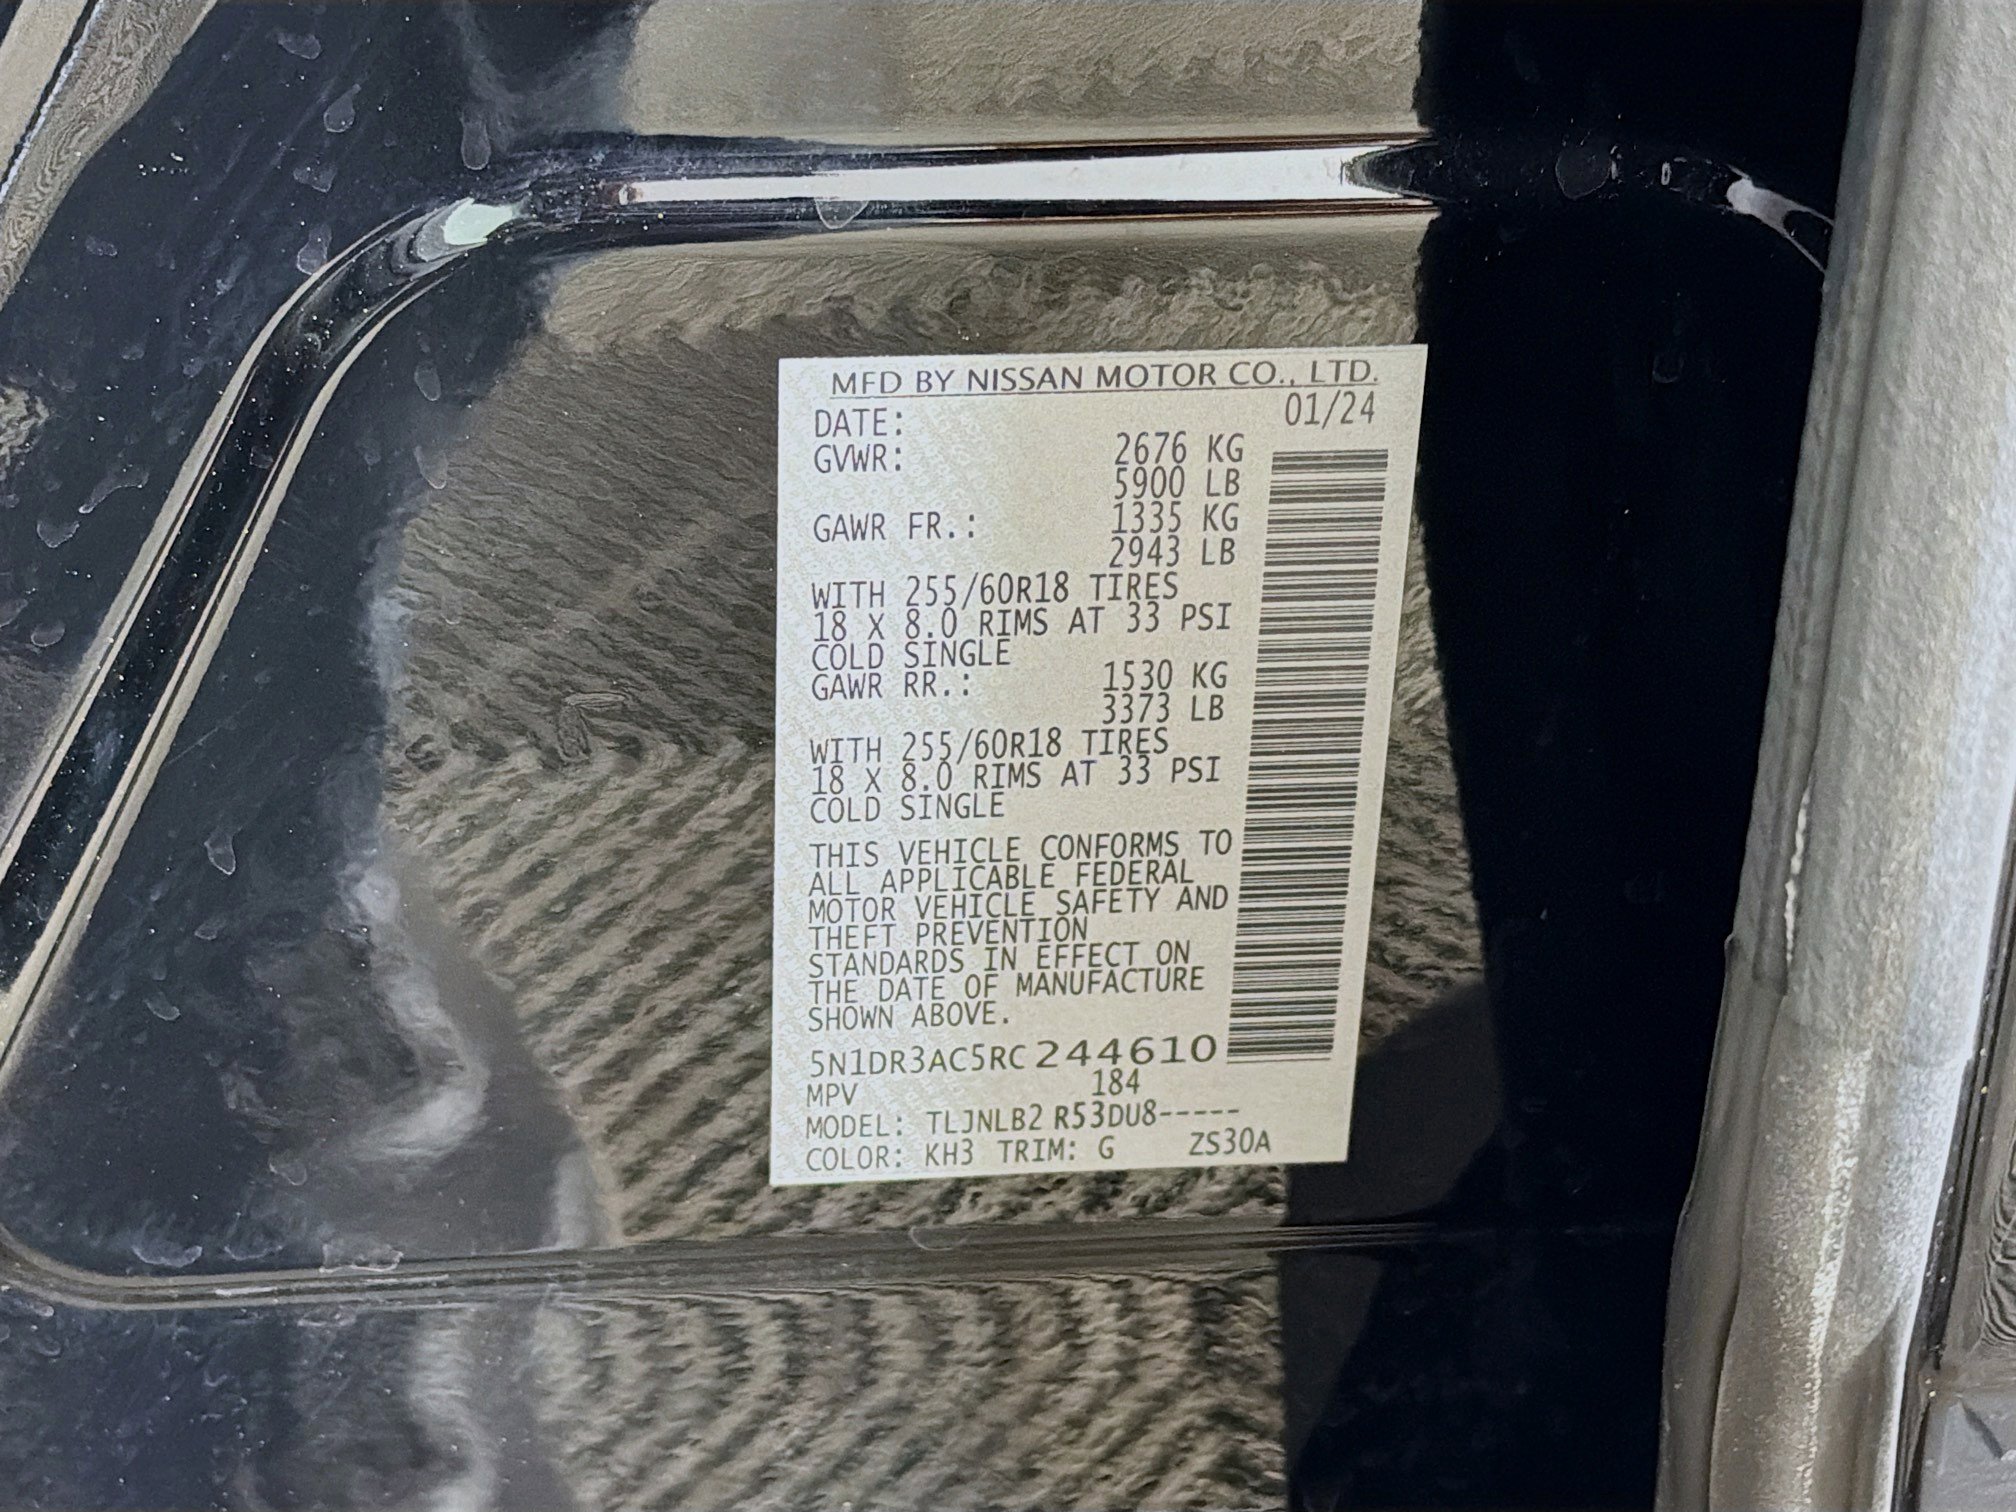 MFD BY NISSAN MOTOR CO., LTD.
DATE: 01/24
GVWR: 2676 KG
5900 LB
GAWR FR.: 1335 KG
2943 LB
WITH 255/60R18 TIRES
18 X 8.0 RIMS AT 33 PSI
COLD SINGLE
GAWR RR.: 1530 KG
3373 LB
WITH 255/60R18 TIRES
18 X 8.0 RIMS AT 33 PSI
COLD SINGLE
THIS VEHICLE CONFORMS TO
ALL APPLICABLE FEDERAL
MOTOR VEHICLE SAFETY AND
THEFT PREVENTION
STANDARDS IN EFFECT ON
THE DATE OF MANUFACTURE
SHOWN ABOVE.
5N1DR3AC5RC244610
MPV 184
MODEL: TLJNLB2 R53DU8-----
COLOR: KH3 TRIM: G ZS30A